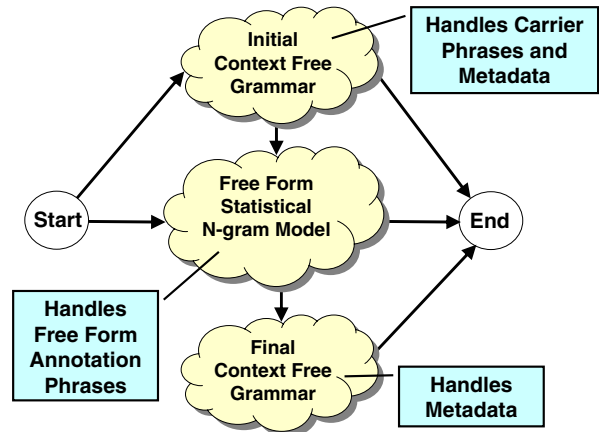 Initial
Context Free
Grammar
Handles Carrier
Phrases and
Metadata
Start
Free Form
Statistical
N-gram Model
End
Handles
Free Form
Annotation
Phrases
Final
Context Free
Grammar
Handles
Metadata